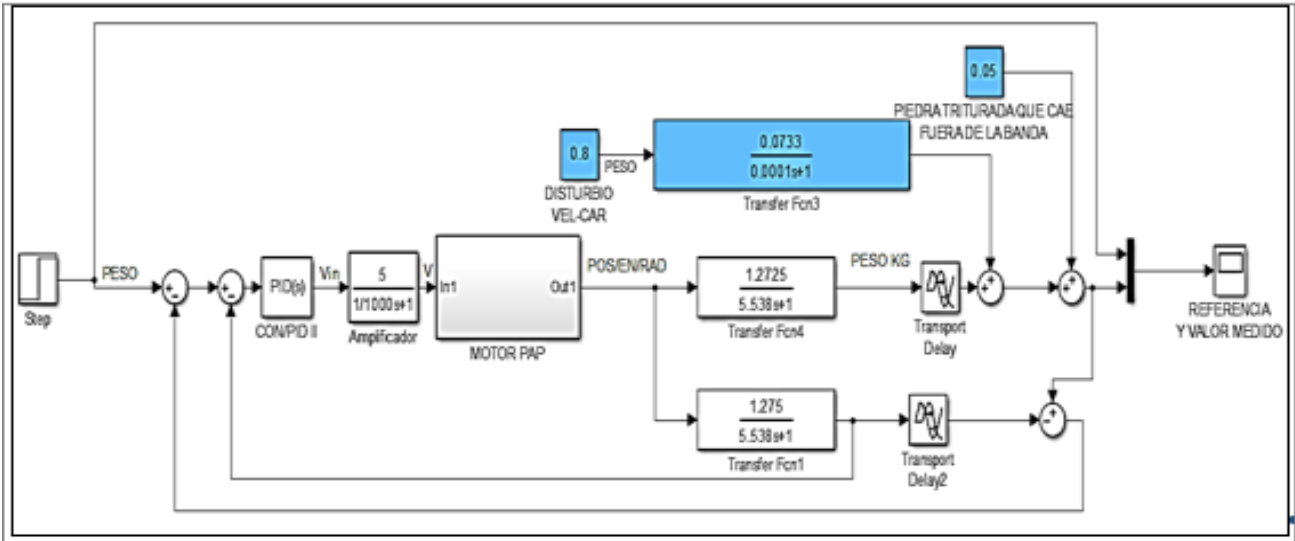 0.05
PIEDRA TRITURADA QUE CAE
FUERA DE LA BANDA
0.8
PESO
DISTURBIO
VEL-CAR
0.0733
0.0001s+1
Transfer Fcn3
Step
PESO
PID(s)
CON/PID II
Vin
5
1/1000s+1
Amplificador
V
In1
Out1
MOTOR PAP
POS/EN/RAD
1.2725
5.538s+1
Transfer Fcn4
PESO KG
Transport
Delay
REFERENCIA
Y VALOR MEDIDO
1.275
5.538s+1
Transfer Fcn1
Transport
Delay2